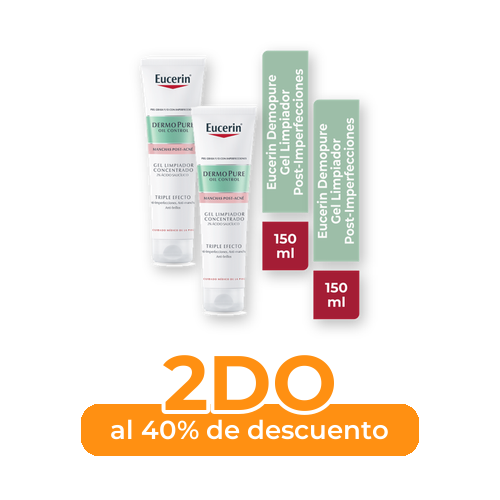 Eucerin
DERMOPURE
OIL CONTROL
MANCHAS POST-ACNÉ
GEL LIMPIADOR
CONCENTRADO
TRIPLE EFECTO
Eucerin
DERMOPURE
OIL CONTROL
MANCHAS POST-ACNÉ
GEL LIMPIADOR
CONCENTRADO
TRIPLE EFECTO
Eucerin Demopure
Gel Limpiador
Post-Imperfecciones
150
ml
Eucerin Demopure
Gel Limpiador
Post-Imperfecciones
150
ml
2DO
al 40% de descuento